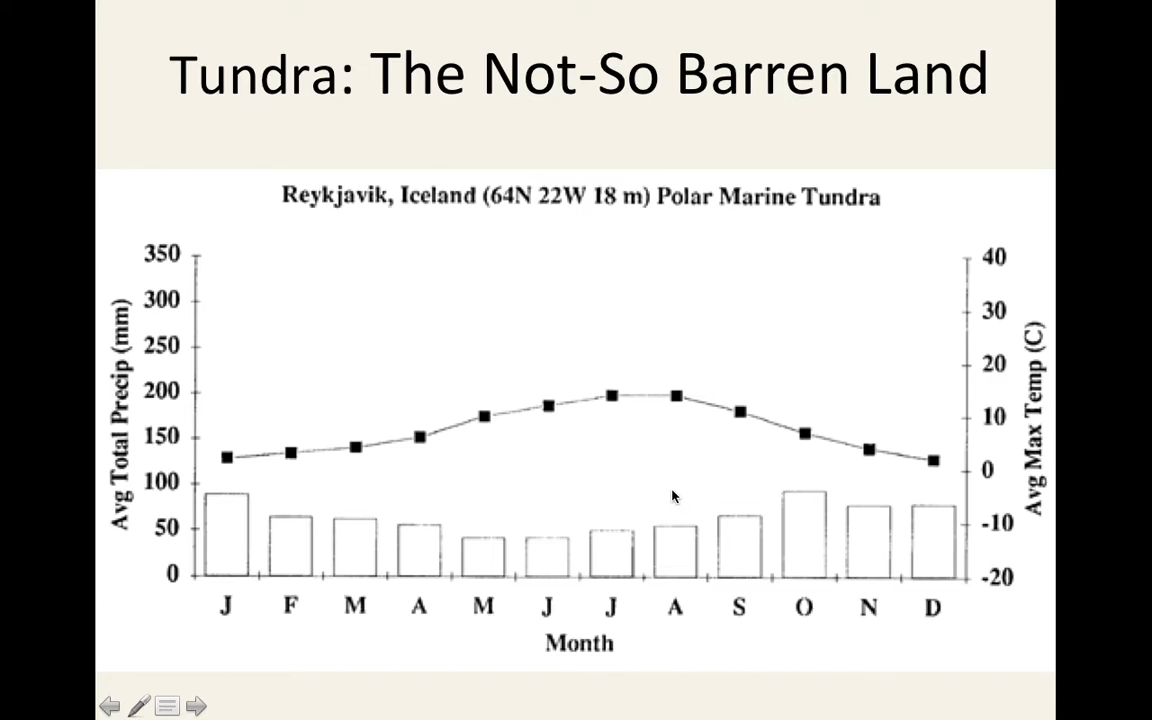 Tundra: The Not-So Barren Land
Reykjavik, Iceland (64N 22W 18 m) Polar Marine Tundra
Avg Total Precip (mm)
350
300
250
200
150
100
50
0
40
30
20
10
0
-10
-20
Avg Max Temp (C)
J F M A M J J A S O N D
Month